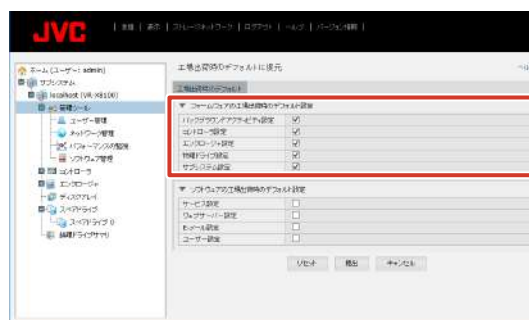 JVC
| 管理 | 表示 | ストレージネットワーク | ログアウト | ヘルプ | バージョン情報 |
ホーム (ユーザー: admin)
サブシステム
localhost (VR-X8100)
管理ツール
ユーザー管理
ネットワーク管理
パフォーマンスの監視
ソフトウェア管理
コントローラ
エンクロージャ
ディスクアレイ
スペアドライブ
スペアドライブ 0
論理ドライブサマリ
工場出荷時のデフォルトに復元
ヘル
工場出荷時のデフォルト
▼ ファームウェアの工場出荷時のデフォルト設定
バックグラウンドアクティビティ設定
コントローラ設定
エンクロージャ設定
物理ドライブ設定
サブシステム設定
▼ ソフトウェアの工場出荷時のデフォルト設定
サービス設定
ウェブサーバー設定
Eメール設定
ユーザー設定
リセット 提出 キャンセル